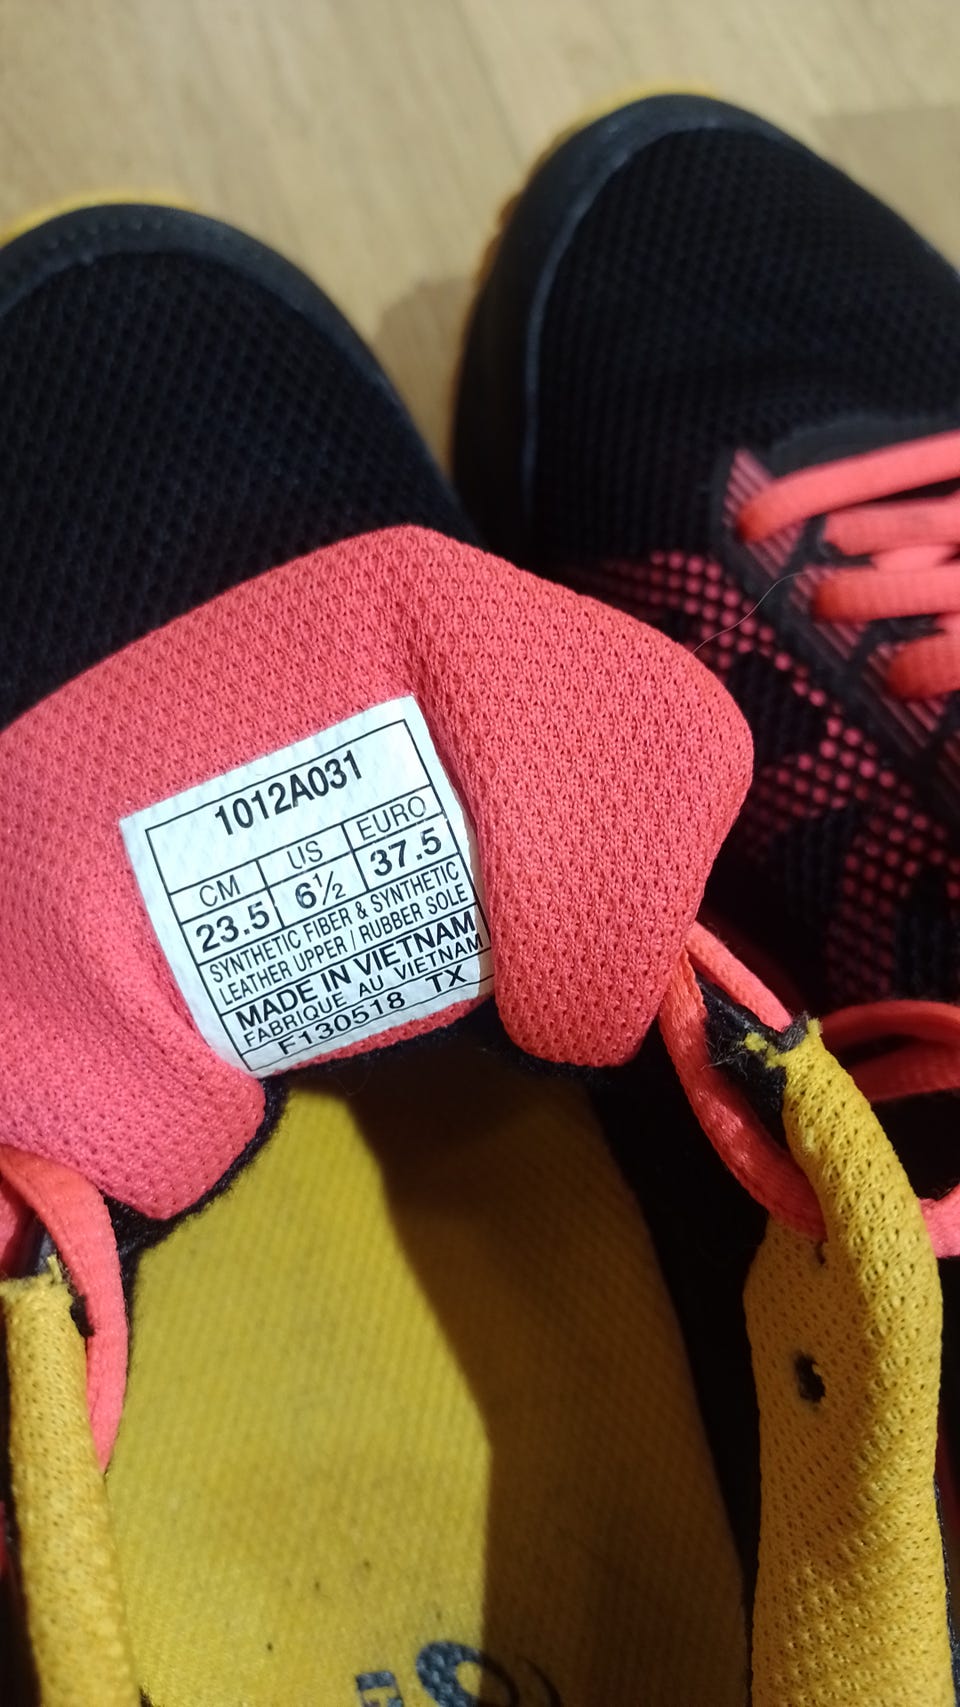 1012A031
CM US EURO
23.5 6½ 37.5
SYNTHETIC FIBER & SYNTHETIC
LEATHER UPPER / RUBBER SOLE
MADE IN VIETNAM
FABRIQUE AU VIETNAM
F130518 TX